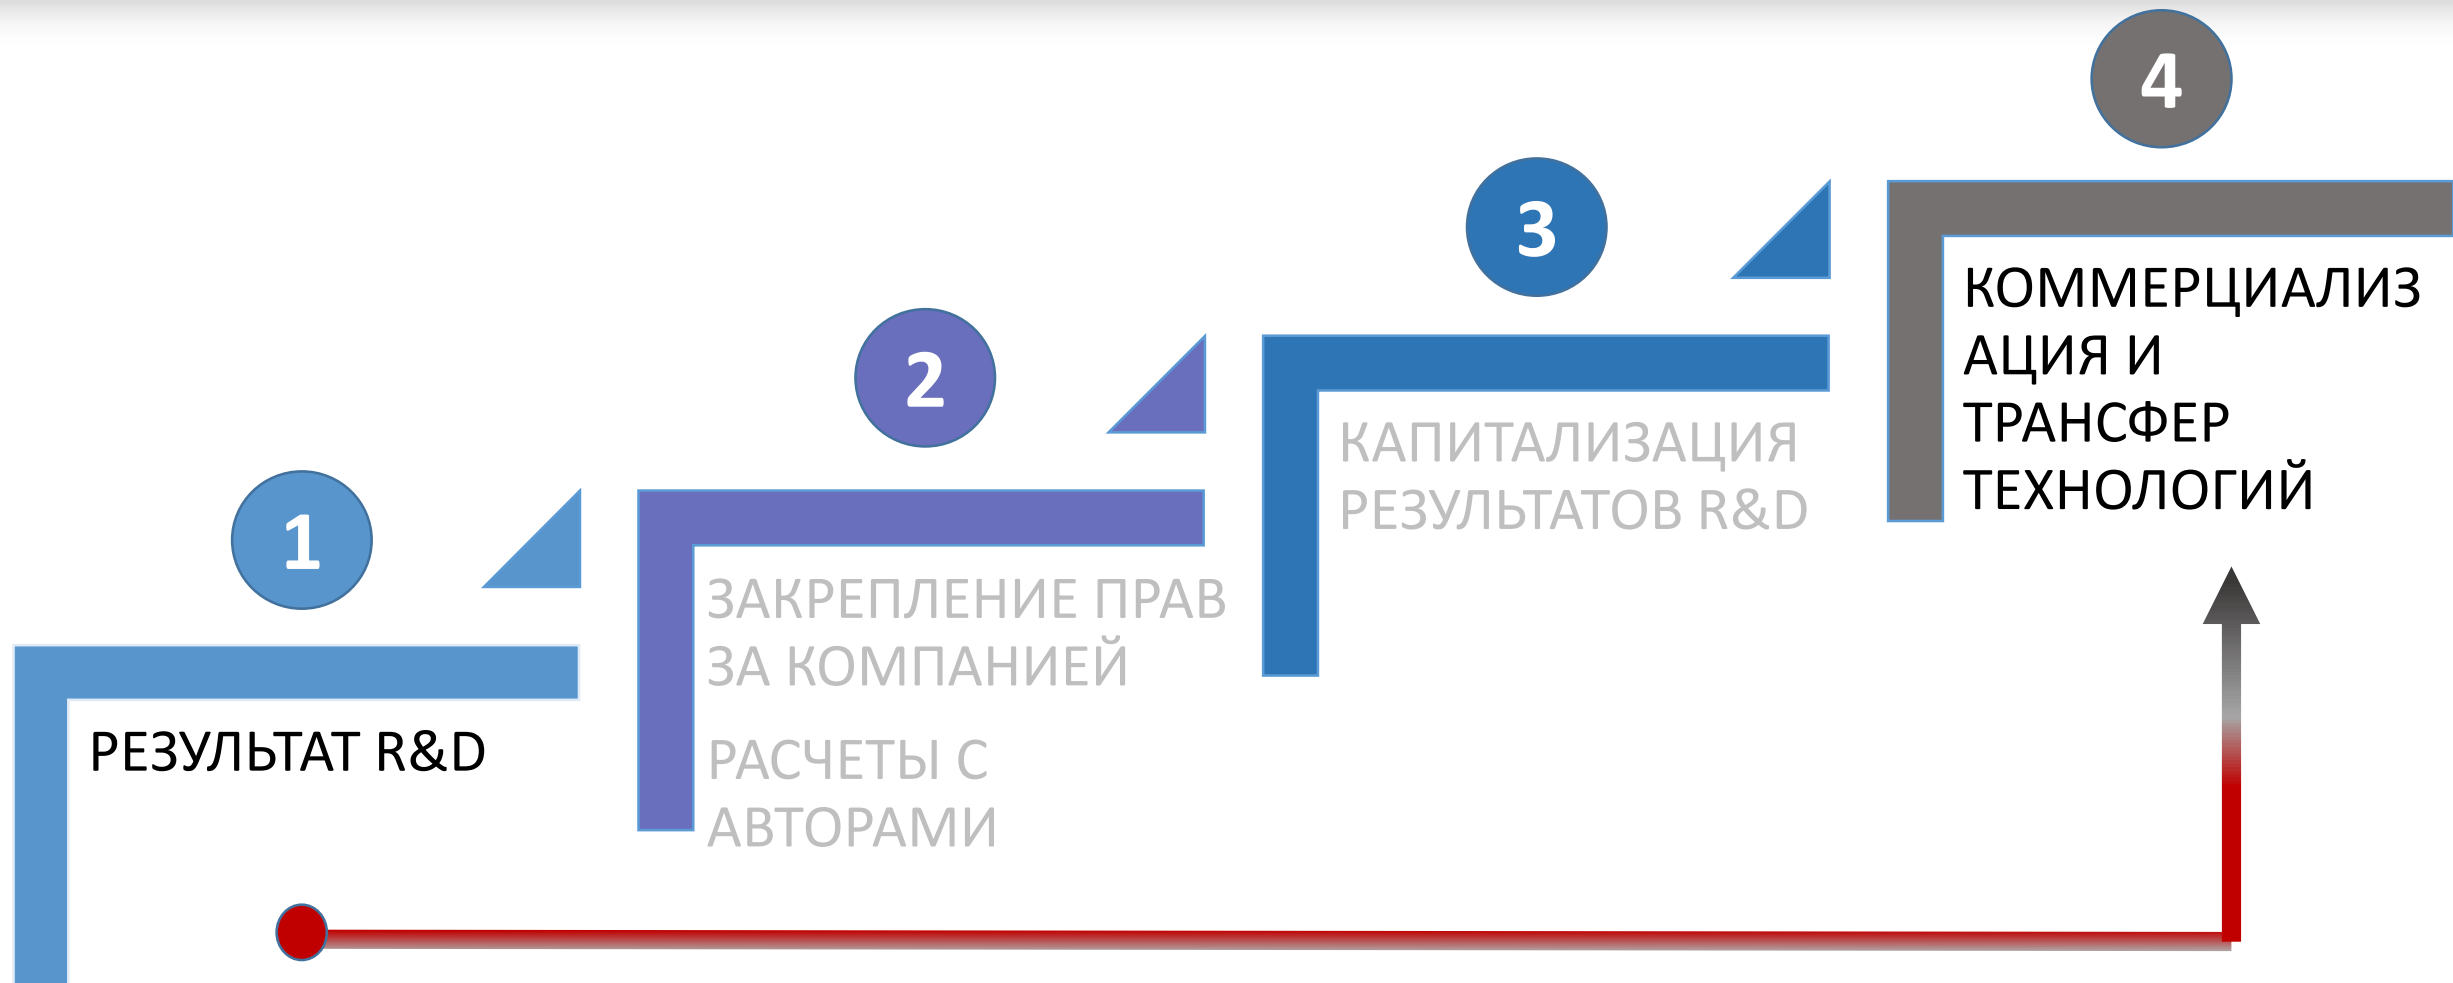 1
РЕЗУЛЬТАТ R&D
2
ЗАКРЕПЛЕНИЕ ПРАВ
ЗА КОМПАНИЕЙ
РАСЧЕТЫ С
АВТОРАМИ
3
КАПИТАЛИЗАЦИЯ
РЕЗУЛЬТАТОВ R&D
4
КОММЕРЦИАЛИЗ
АЦИЯ И
ТРАНСФЕР
ТЕХНОЛОГИЙ